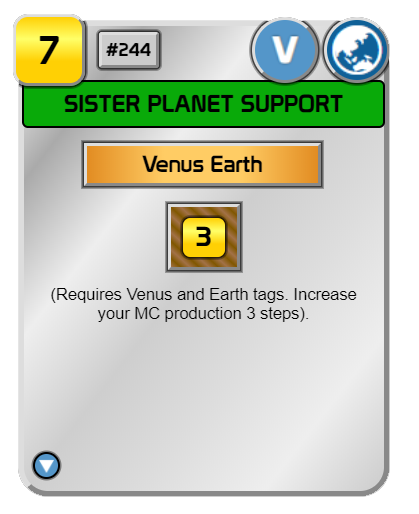 7
#244
V
SISTER PLANET SUPPORT
Venus Earth
3
(Requires Venus and Earth tags. Increase
your MC production 3 steps).